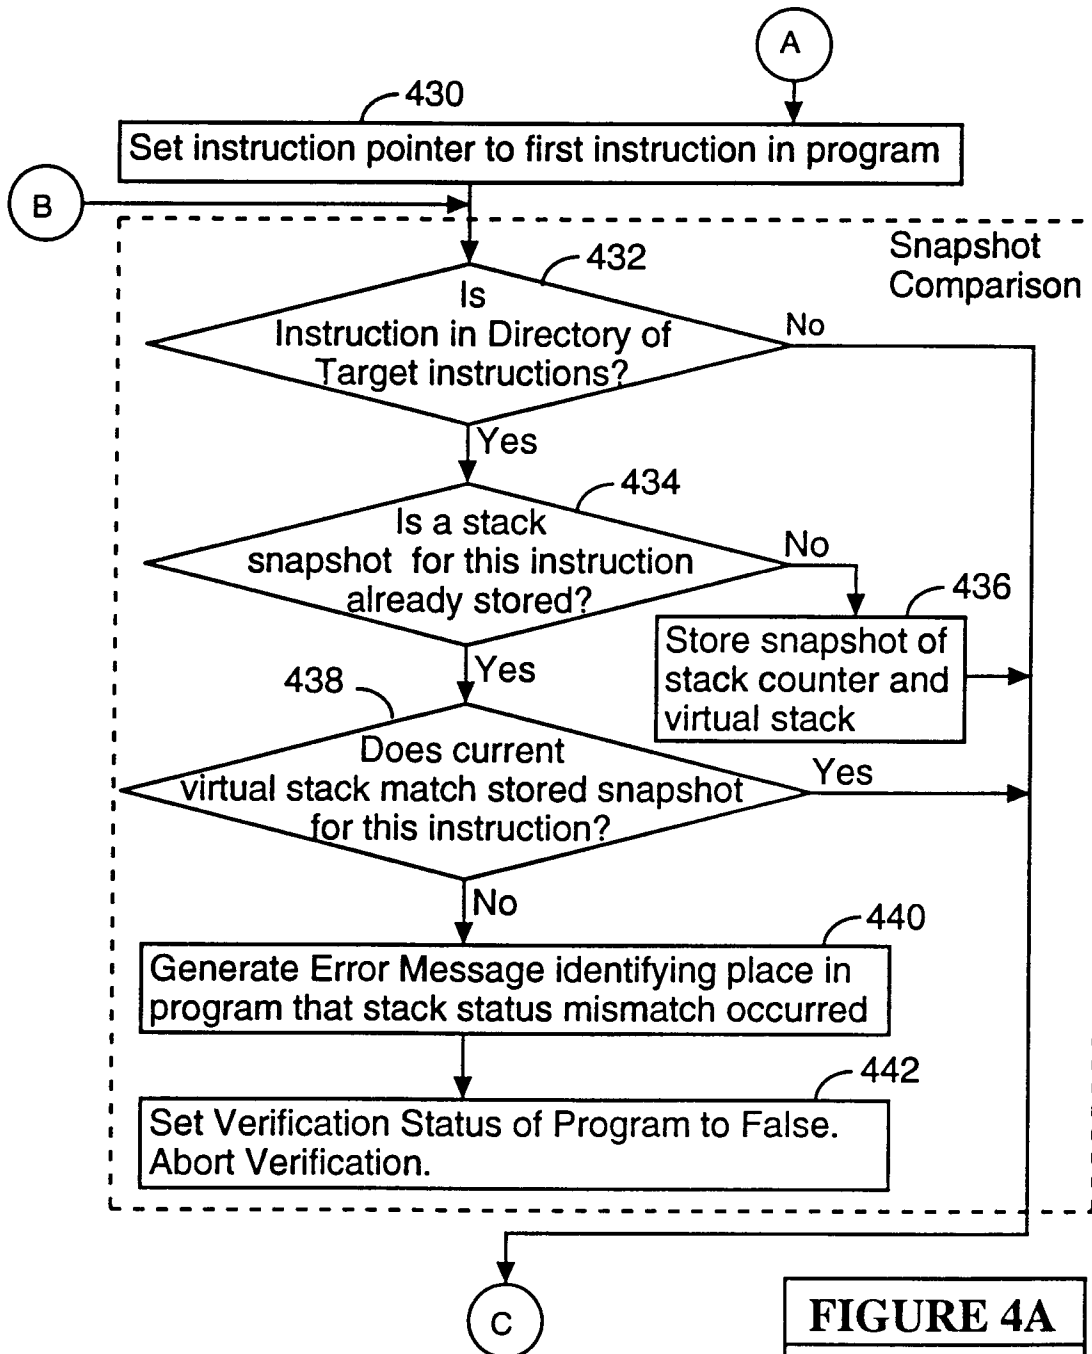 A
430
Set instruction pointer to first instruction in program
B
Snapshot
Comparison
432
Is
Instruction in Directory of
Target instructions?
No
Yes
434
Is a stack
snapshot for this instruction
already stored?
No
436
Store snapshot of
stack counter and
virtual stack
Yes
438
Does current
virtual stack match stored snapshot
for this instruction?
Yes
No
440
Generate Error Message identifying place in
program that stack status mismatch occurred
442
Set Verification Status of Program to False.
Abort Verification.
C
FIGURE 4A